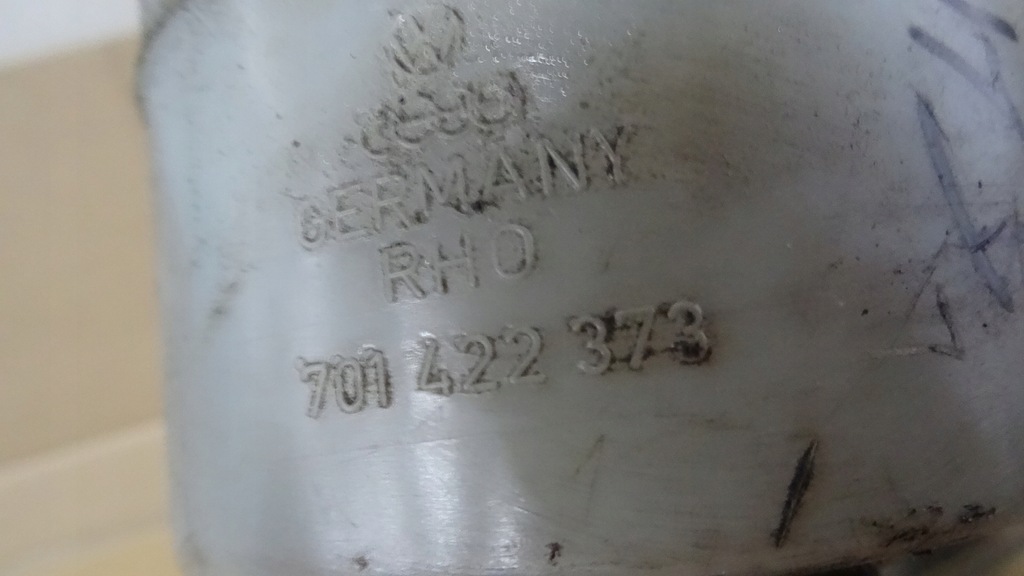 GERMANY
RHO
701 422 373